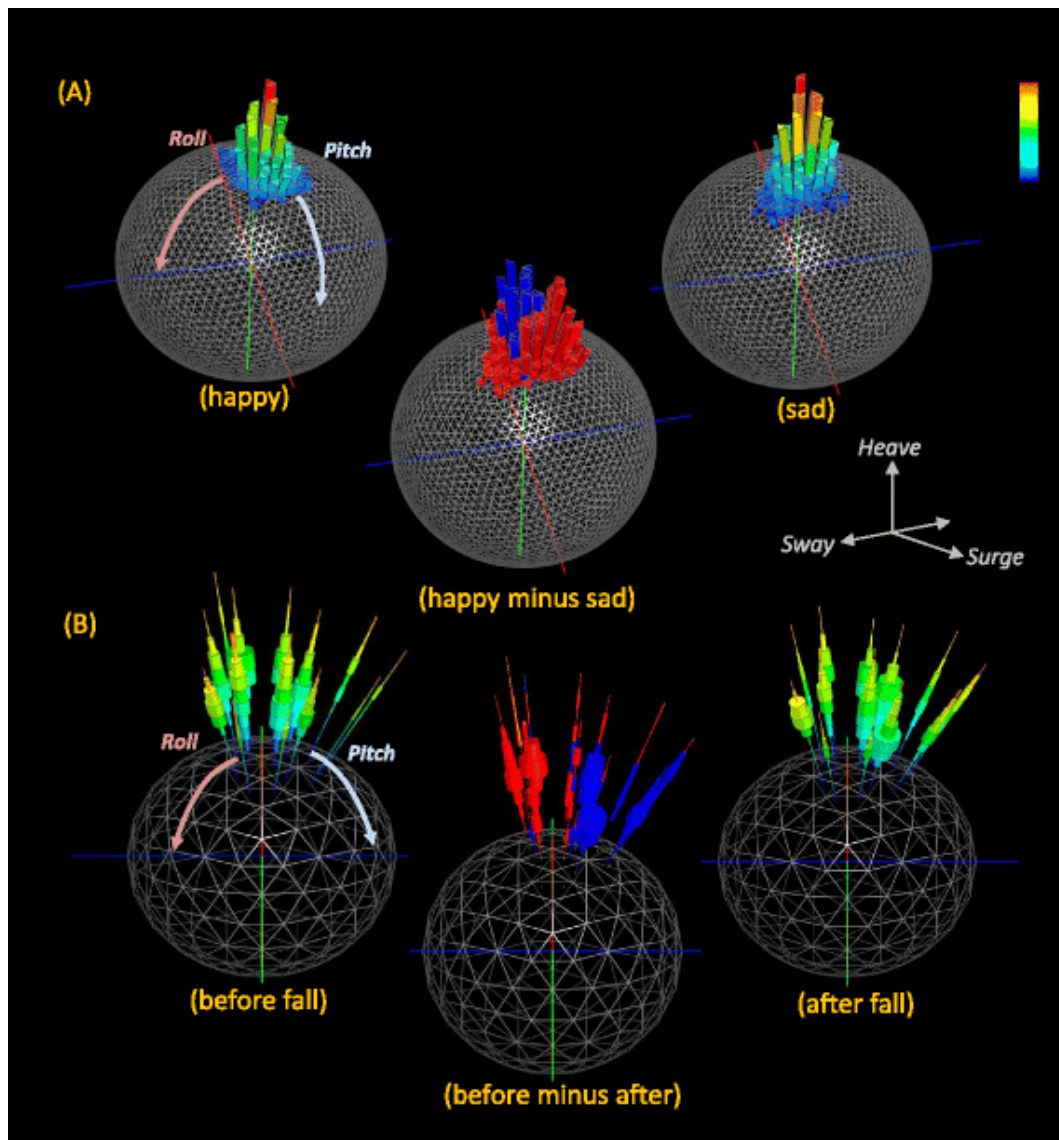 (A)
Roll
Pitch
(happy)
(sad)
(happy minus sad)
Heave
Sway
Surge
(B)
Roll
Pitch
(before fall)
(after fall)
(before minus after)